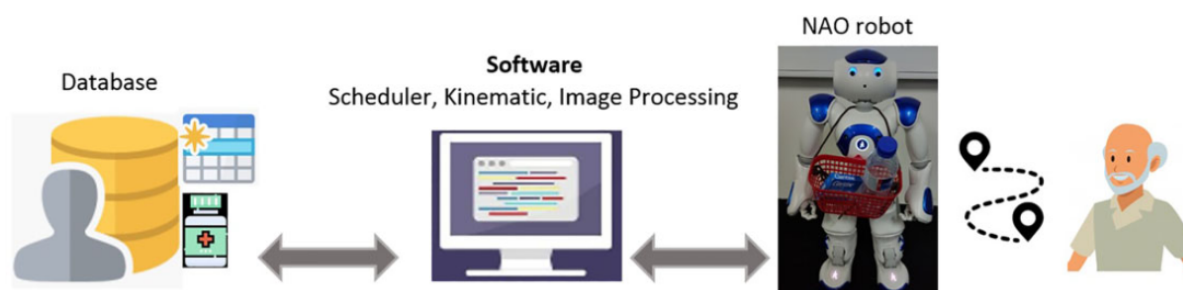 Database
Software
Scheduler, Kinematic, Image Processing
NAO robot